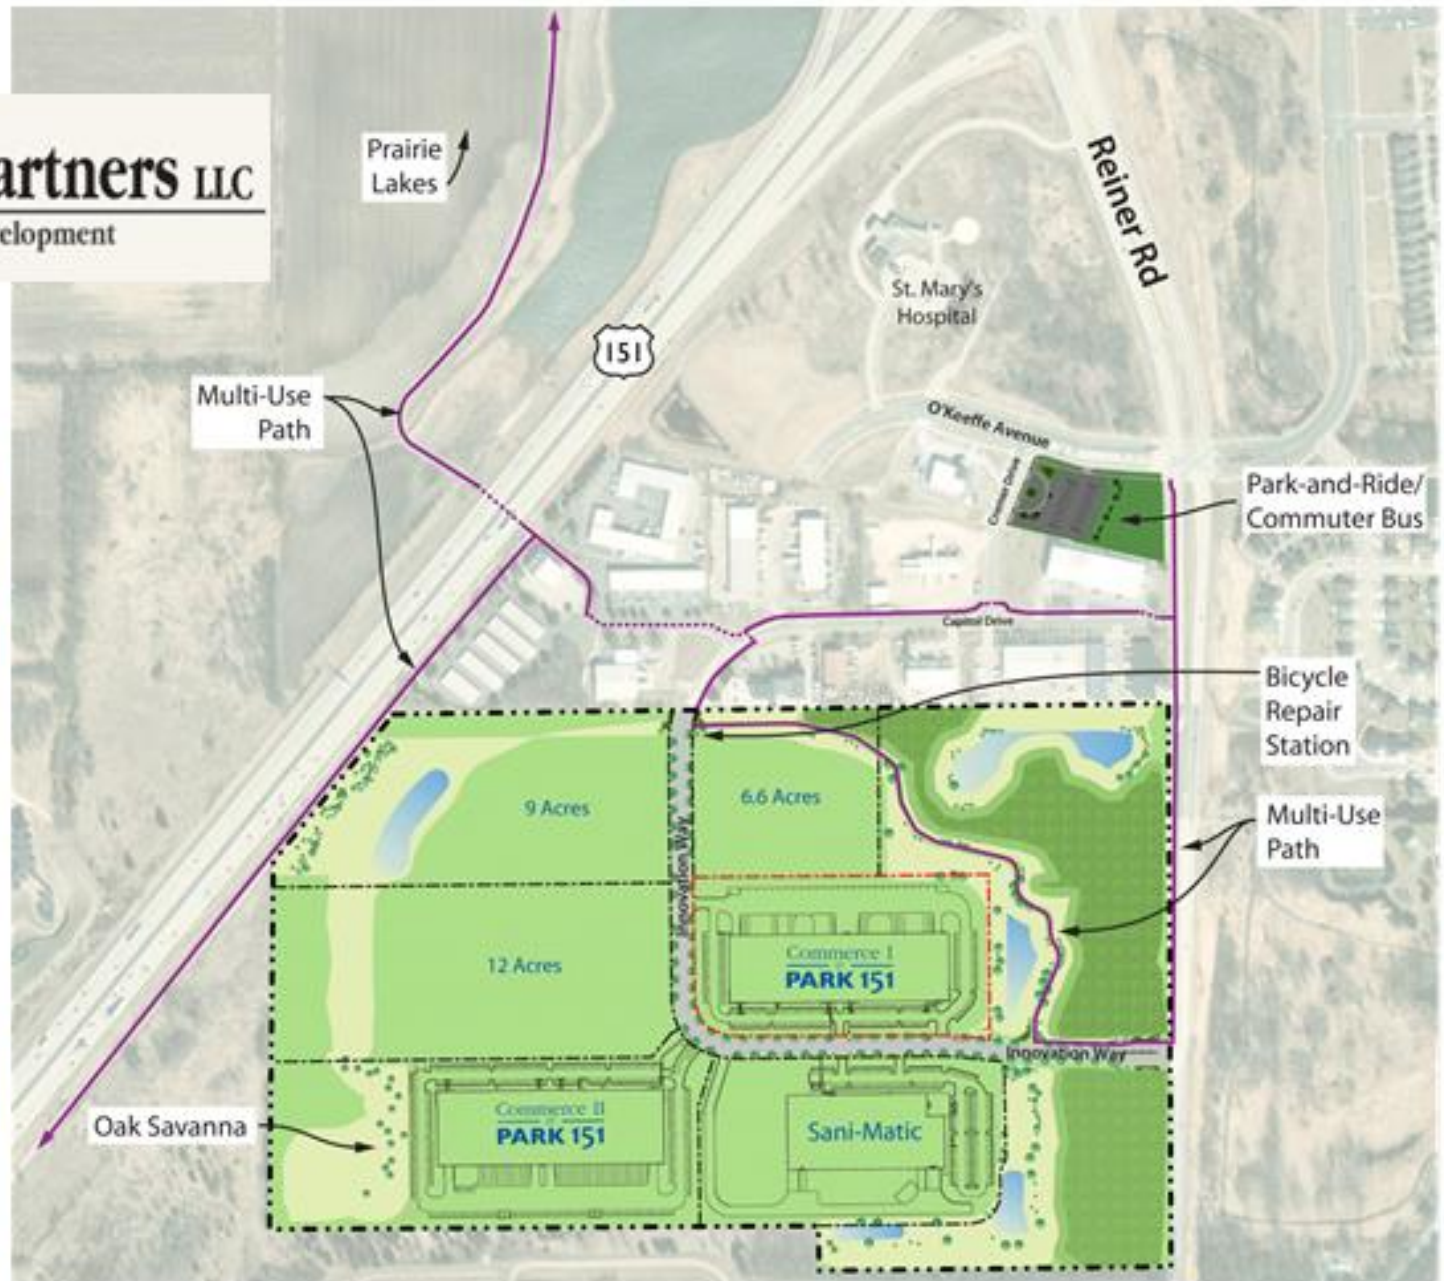 artners LLC
elopment
Prairie
Lakes
Reiner Rd
St. Mary's
Hospital
151
Multi-Use
Path
O'Keeffe Avenue
Park-and-Ride/
Commuter Bus
Capitol Drive
Bicycle
Repair
Station
9 Acres
6.6 Acres
Multi-Use
Path
Innovation Way
12 Acres
Commerce I
PARK 151
Innovation Way
Oak Savanna
Commerce II
PARK 151
Sani-Matic